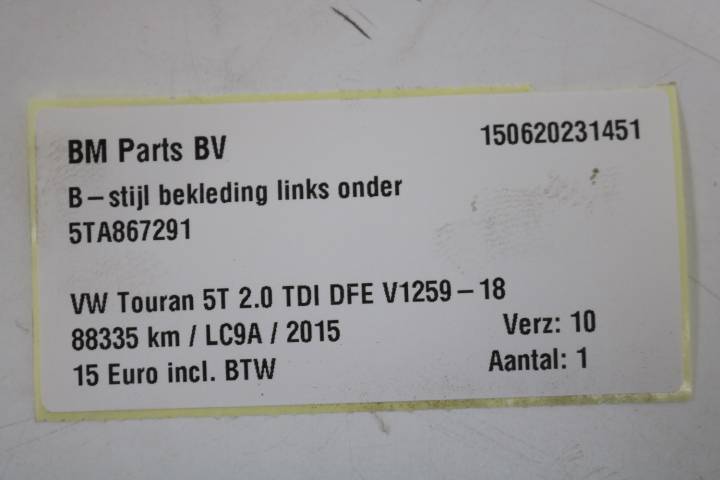 BM Parts BV 150620231451
B-stijl bekleding links onder
5TA867291
VW Touran 5T 2.0 TDI DFE V1259-18
88335 km / LC9A / 2015 Verz: 10
15 Euro incl. BTW Aantal: 1